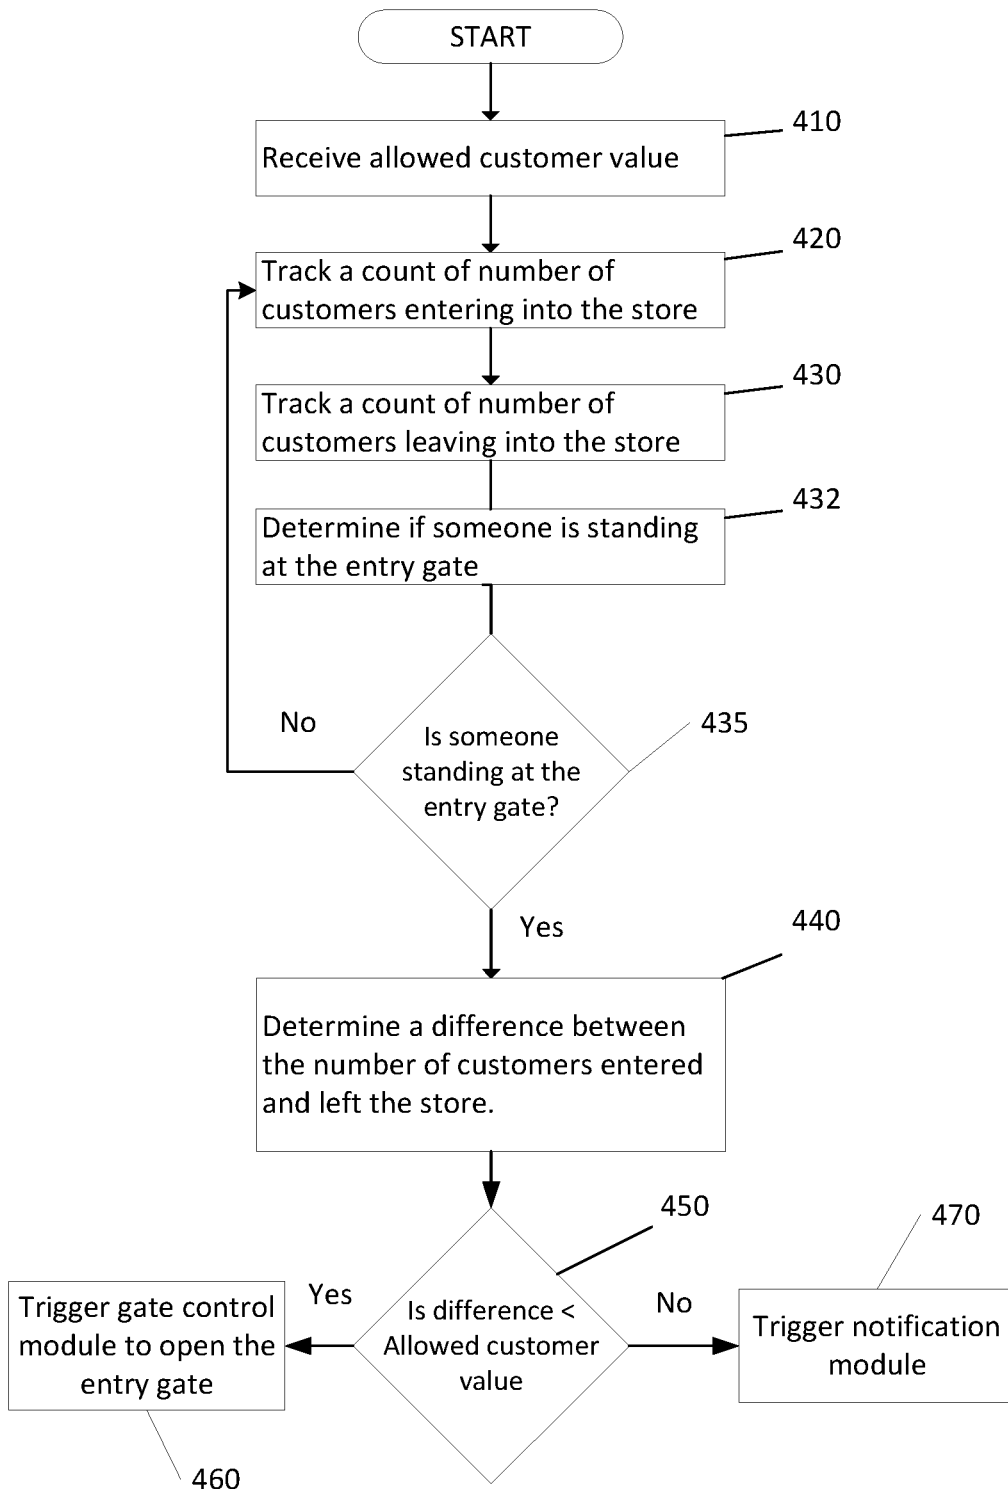 START
410
Receive allowed customer value
420
Track a count of number of
customers entering into the store
430
Track a count of number of
customers leaving into the store
432
Determine if someone is standing
at the entry gate
No
Is someone
standing at the
entry gate?
435
Yes
440
Determine a difference between
the number of customers entered
and left the store.
450
470
Yes
Is difference <
Allowed customer
value
No
Trigger gate control
module to open the
entry gate
Trigger notification
module
460